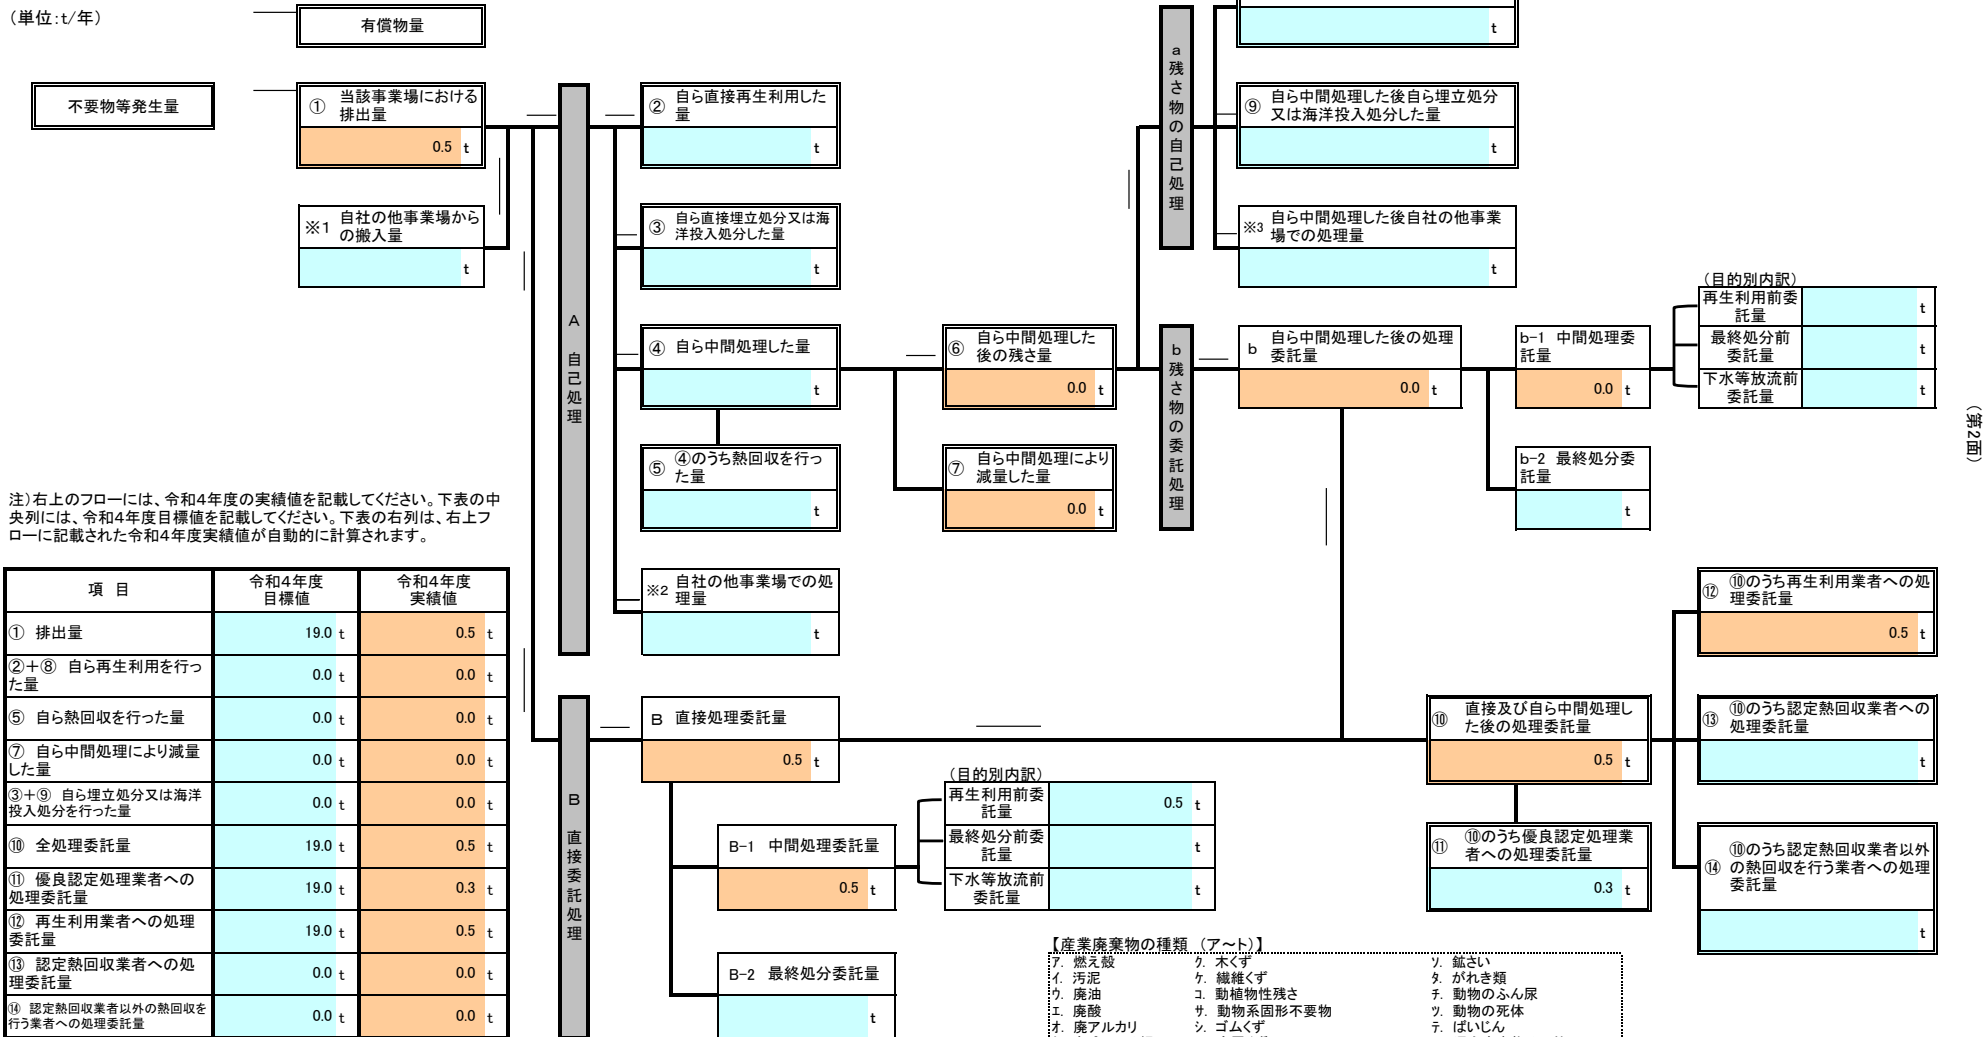 （単位：t/年）
有償物量
不要物等発生量
①
当該事業場における
排出量
0.5 t
※1
自社の他事業場から
の搬入量
t
A 自己処理
②
自ら直接再生利用した
量
t
③
自ら直接埋立処分又は海
洋投入処分した量
t
④ 自ら中間処理した量
t
⑤
④のうち熱回収を行っ
た量
t
※2
自社の他事業場での処
理量
t
⑥
自ら中間処理した
後の残さ量
0.0 t
⑦
自ら中間処理により
減量した量
0.0 t
a 残さ物の自己処理
t
⑨
自ら中間処理した後自ら埋立処分
又は海洋投入処分した量
t
※3
自ら中間処理した後自社の他事業
場での処理量
t
b 残さ物の委託処理
b
自ら中間処理した後の処理
委託量
0.0 t
b-1 中間処理委
託量
0.0 t
b-2 最終処分委
託量
t
（目的別内訳）
再生利用前委
託量
t
最終処分前
委託量
t
下水等放流前
委託量
t
（第2面）
注）右上のフローには、令和4年度の実績値を記載してください。下表の中
央列には、令和4年度目標値を記載してください。下表の右列は、右上フ
ローに記載された令和4年度実績値が自動的に計算されます。
項 目 令和4年度 目標値 令和4年度 実績値
① 排出量 19.0 t 0.5 t
②＋⑧ 自ら再生利用を行っ
た量 0.0 t 0.0 t
⑤ 自ら熱回収を行った量 0.0 t 0.0 t
⑦ 自ら中間処理により減量
した量 0.0 t 0.0 t
③＋⑨ 自ら埋立処分又は海洋
投入処分を行った量 0.0 t 0.0 t
⑩ 全処理委託量 19.0 t 0.5 t
⑪ 優良認定処理業者への
処理委託量 19.0 t 0.3 t
⑫ 再生利用業者への処理
委託量 19.0 t 0.5 t
⑬ 認定熱回収業者への処
理委託量 0.0 t 0.0 t
⑭ 認定熱回収業者以外の熱回収を
行う業者への処理委託量 0.0 t 0.0 t
B 直接委託処理
B 直接処理委託量
0.5 t
B-1 中間処理委託量
0.5 t
B-2 最終処分委託量
t
（目的別内訳）
再生利用前委
託量
0.5 t
最終処分前委
託量
t
下水等放流前
委託量
t
⑩
直接及び自ら中間処理し
た後の処理委託量
0.5 t
⑪
⑩のうち優良認定処理業
者への処理委託量
0.3 t
⑫
⑩のうち再生利用業者への処
理委託量
0.5 t
⑬
⑩のうち認定熱回収業者への
処理委託量
t
⑭
⑩のうち認定熱回収業者以外
の熱回収を行う業者への処理
委託量
t
【産業廃棄物の種類 （ア～ト）】
ア. 燃え殻 ク. 木くず ソ. 鉱さい
イ. 汚泥 ケ. 繊維くず タ. がれき類
ウ. 廃油 コ. 動植物性残さ チ. 動物のふん尿
エ. 廃酸 サ. 動物系固形不要物 ツ. 動物の死体
オ. 廃アルカリ シ. ゴムくず テ. ばいじん